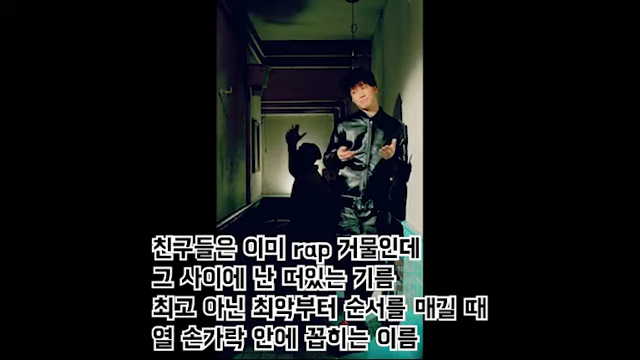 친구들은 이미 rap 거물인데
그 사이에 난 떠있는 기름
최고 아닌 최악부터 순서를 매길 때
열 손가락 안에 꼽히는 이름